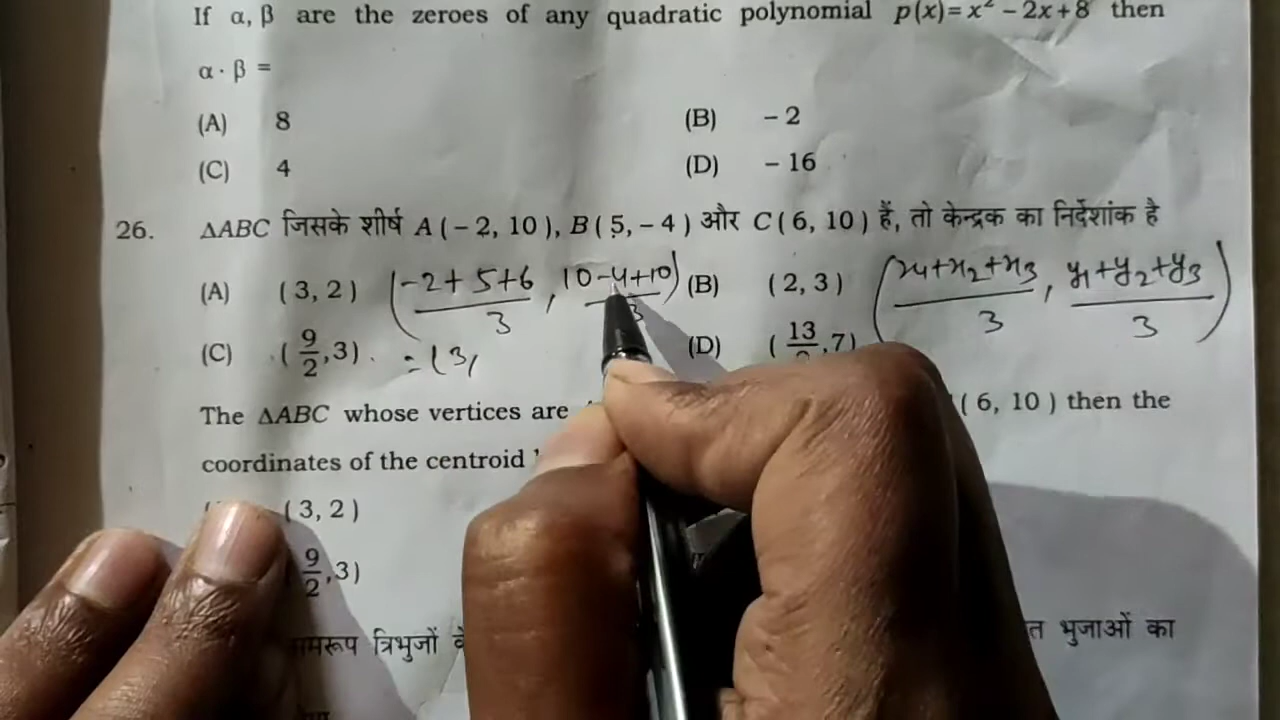 If α, β are the zeroes of any quadratic polynomial p(x)= x² – 2x + 8 then
α · β =
(A) 8 (B) – 2
(C) 4 (D) – 16
26. ΔABC जिसके शीर्ष A ( – 2, 10 ), B ( 5, – 4 ) और C ( 6, 10 ) हैं, तो केन्द्रक का निर्देशांक है
(A) ( 3, 2 ) (-2+5+6/3, 10-4+10/3) (B) ( 2, 3 ) (x1+x2+x3/3, y1+y2+y3/3)
(C) ( 9/2 , 3 ) = (3, (D) ( 13/ , 7 )
The ΔABC whose vertices are ( 6, 10 ) then the
coordinates of the centroid
( 3, 2 )
9/2 , 3 )
त्रिभुजों भुजाओं का